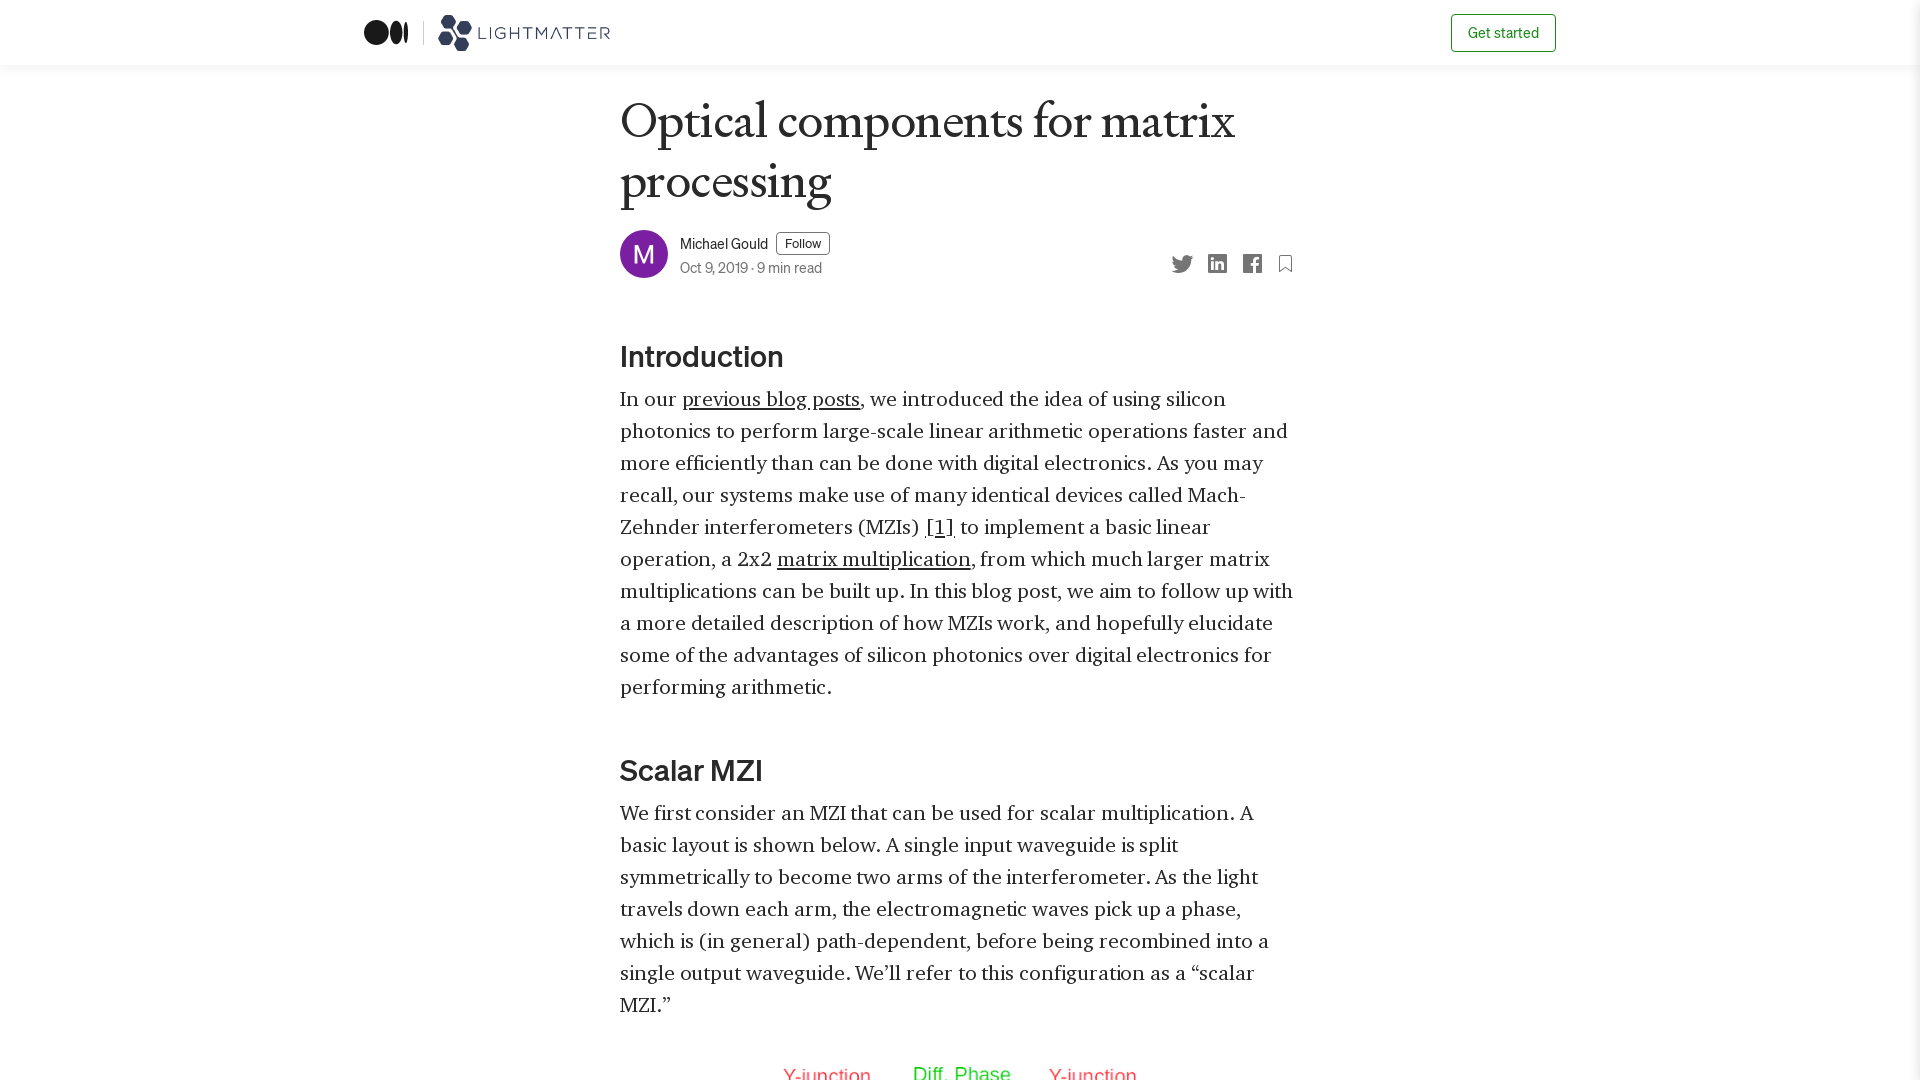 LIGHTMATTER
Get started
Optical components for matrix
processing
M
Michael Gould
Follow
Oct 9, 2019 · 9 min read
Introduction
In our previous blog posts, we introduced the idea of using silicon
photonics to perform large-scale linear arithmetic operations faster and
more efficiently than can be done with digital electronics. As you may
recall, our systems make use of many identical devices called Mach-
Zehnder interferometers (MZIs) [1] to implement a basic linear
operation, a 2x2 matrix multiplication, from which much larger matrix
multiplications can be built up. In this blog post, we aim to follow up with
a more detailed description of how MZIs work, and hopefully elucidate
some of the advantages of silicon photonics over digital electronics for
performing arithmetic.
Scalar MZI
We first consider an MZI that can be used for scalar multiplication. A
basic layout is shown below. A single input waveguide is split
symmetrically to become two arms of the interferometer. As the light
travels down each arm, the electromagnetic waves pick up a phase,
which is (in general) path-dependent, before being recombined into a
single output waveguide. We’ll refer to this configuration as a “scalar
MZI.”
Y-junction Diff. Phase Y-junction